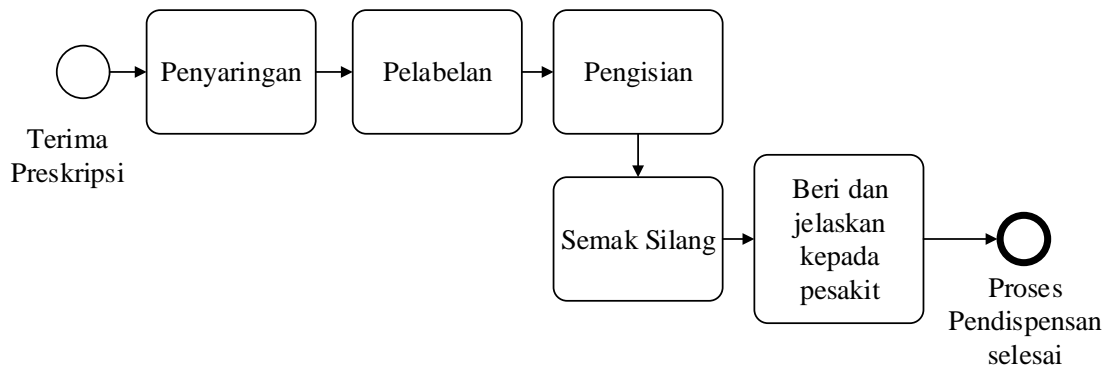 Terima
Preskripsi
Penyaringan
Pelabelan
Pengisian
Semak Silang
Beri dan
jelaskan
kepada
pesakit
Proses
Pendispensan
selesai